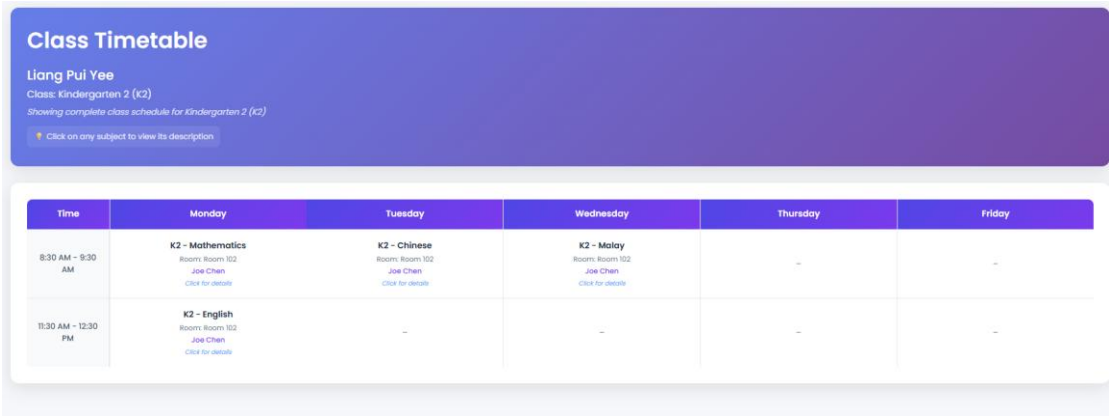 Class Timetable
Liang Pui Yee
Class: Kindergarten 2 (K2)
Showing complete class schedule for Kindergarten 2 (K2)
Click on any subject to view its description
Time Monday Tuesday Wednesday Thursday Friday
8:30 AM - 9:30
AM
K2 - Mathematics
Room: Room 102
Joe Chen
Click for details
K2 - Chinese
Room: Room 102
Joe Chen
Click for details
K2 - Malay
Room: Room 102
Joe Chen
Click for details
-
-
11:30 AM - 12:30
PM
K2 - English
Room: Room 102
Joe Chen
Click for details
-
-
-
-